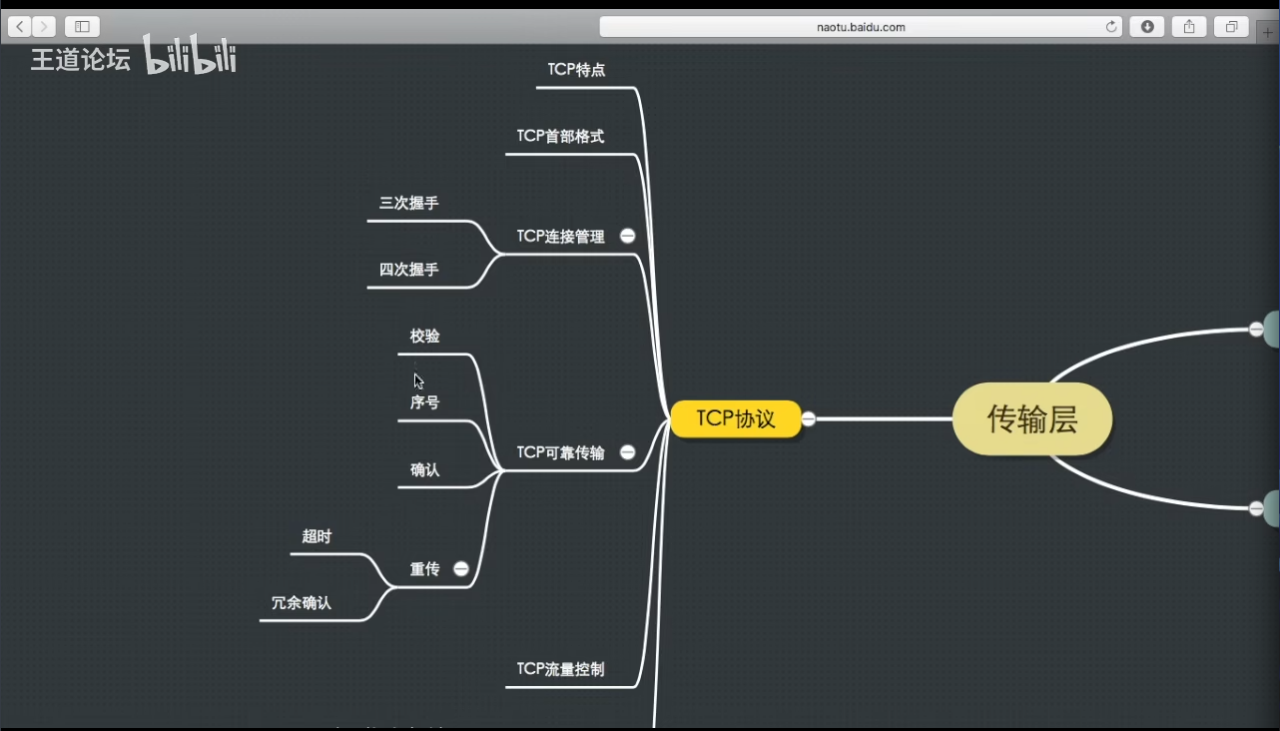 naotu.baidu.com
王道论坛 bilibili
TCP特点
TCP首部格式
三次握手
TCP连接管理
四次握手
校验
序号
TCP协议
传输层
TCP可靠传输
确认
超时
重传
冗余确认
TCP流量控制